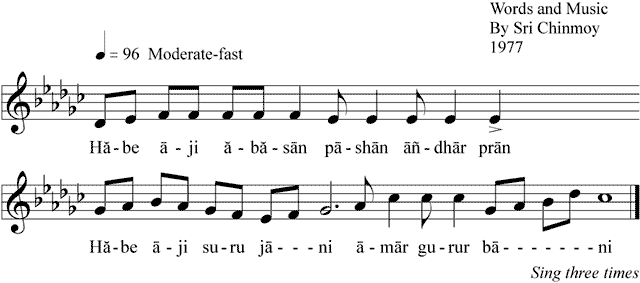 Words and Music
By Sri Chinmoy
1977
♩ = 96 Moderate-fast
Hă-be ā-ji ă-bă-sān pā-shān āñ-dhār prān
Hă-be ā-ji su-ru jā----ni ā-mār gu-rur bā-------ni
Sing three times